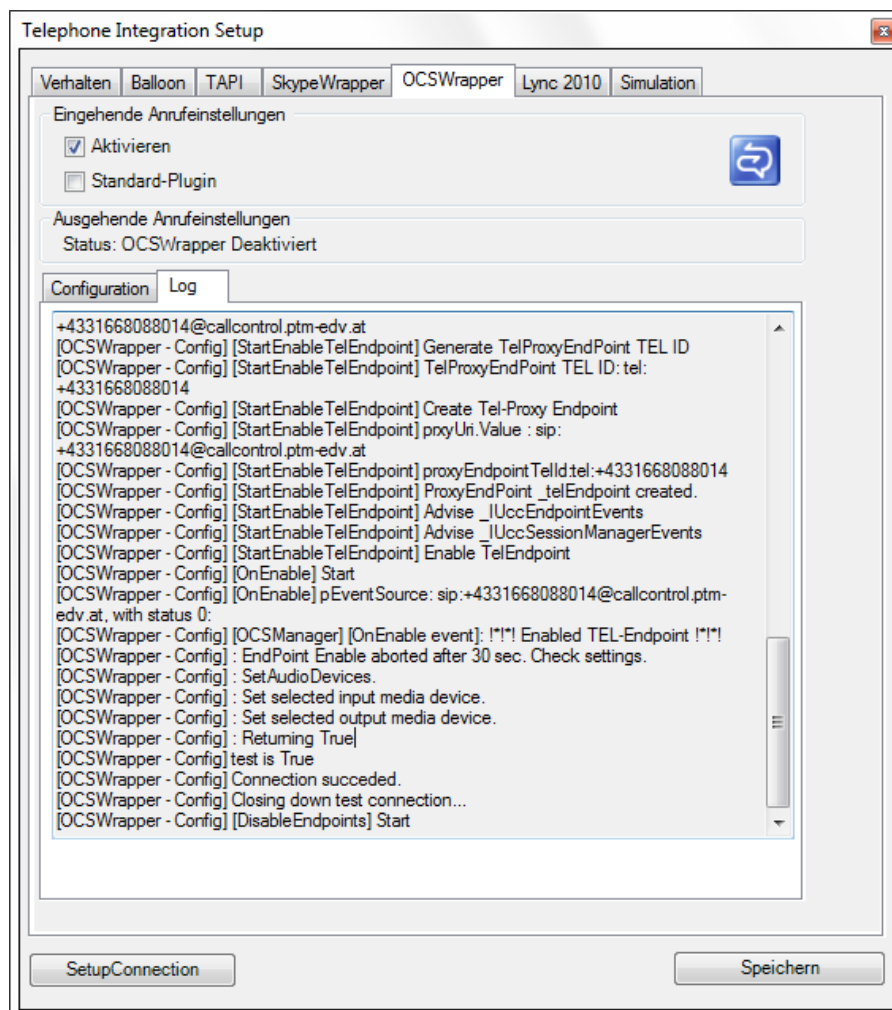 Telephone Integration Setup
Verhalten Balloon TAPI SkypeWrapper OCSWrapper Lync 2010 Simulation
Eingehende Anrufeinstellungen
Aktivieren
Standard-Plugin
Ausgehende Anrufeinstellungen
Status: OCSWrapper Deaktiviert
Configuration Log
+4331668088014@callcontrol.ptm-edv.at
[OCSWrapper - Config] [StartEnableTelEndpoint] Generate TelProxyEndPoint TEL ID
[OCSWrapper - Config] [StartEnableTelEndpoint] TelProxyEndPoint TEL ID: tel:
+4331668088014
[OCSWrapper - Config] [StartEnableTelEndpoint] Create Tel-Proxy Endpoint
[OCSWrapper - Config] [StartEnableTelEndpoint] prxyUri.Value : sip:
+4331668088014@callcontrol.ptm-edv.at
[OCSWrapper - Config] [StartEnableTelEndpoint] proxyEndpointTelId:tel:+4331668088014
[OCSWrapper - Config] [StartEnableTelEndpoint] ProxyEndPoint _telEndpoint created.
[OCSWrapper - Config] [StartEnableTelEndpoint] Advise _IUccEndpointEvents
[OCSWrapper - Config] [StartEnableTelEndpoint] Advise _IUccSessionManagerEvents
[OCSWrapper - Config] [StartEnableTelEndpoint] Enable TelEndpoint
[OCSWrapper - Config] [OnEnable] Start
[OCSWrapper - Config] [OnEnable] pEventSource: sip:+4331668088014@callcontrol.ptm-
edv.at, with status 0:
[OCSWrapper - Config] [OCSManager] [OnEnable event]: !*!*! Enabled TEL-Endpoint !*!*!
[OCSWrapper - Config] : EndPoint Enable aborted after 30 sec. Check settings.
[OCSWrapper - Config] : SetAudioDevices.
[OCSWrapper - Config] : Set selected input media device.
[OCSWrapper - Config] : Set selected output media device.
[OCSWrapper - Config] : Returning True
[OCSWrapper - Config] test is True
[OCSWrapper - Config] Connection succeded.
[OCSWrapper - Config] Closing down test connection...
[OCSWrapper - Config] [DisableEndpoints] Start
SetupConnection Speichern